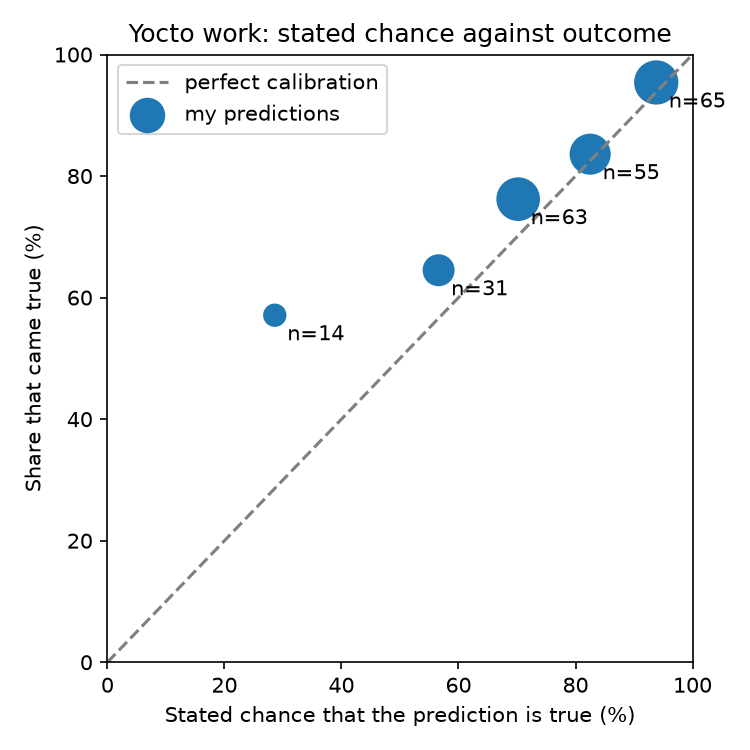 Yocto work: stated chance against outcome
100
80
60
40
20
0
0 20 40 60 80 100
perfect calibration
my predictions
n=65
n=55
n=63
n=31
n=14
Share that came true (%)
Stated chance that the prediction is true (%)